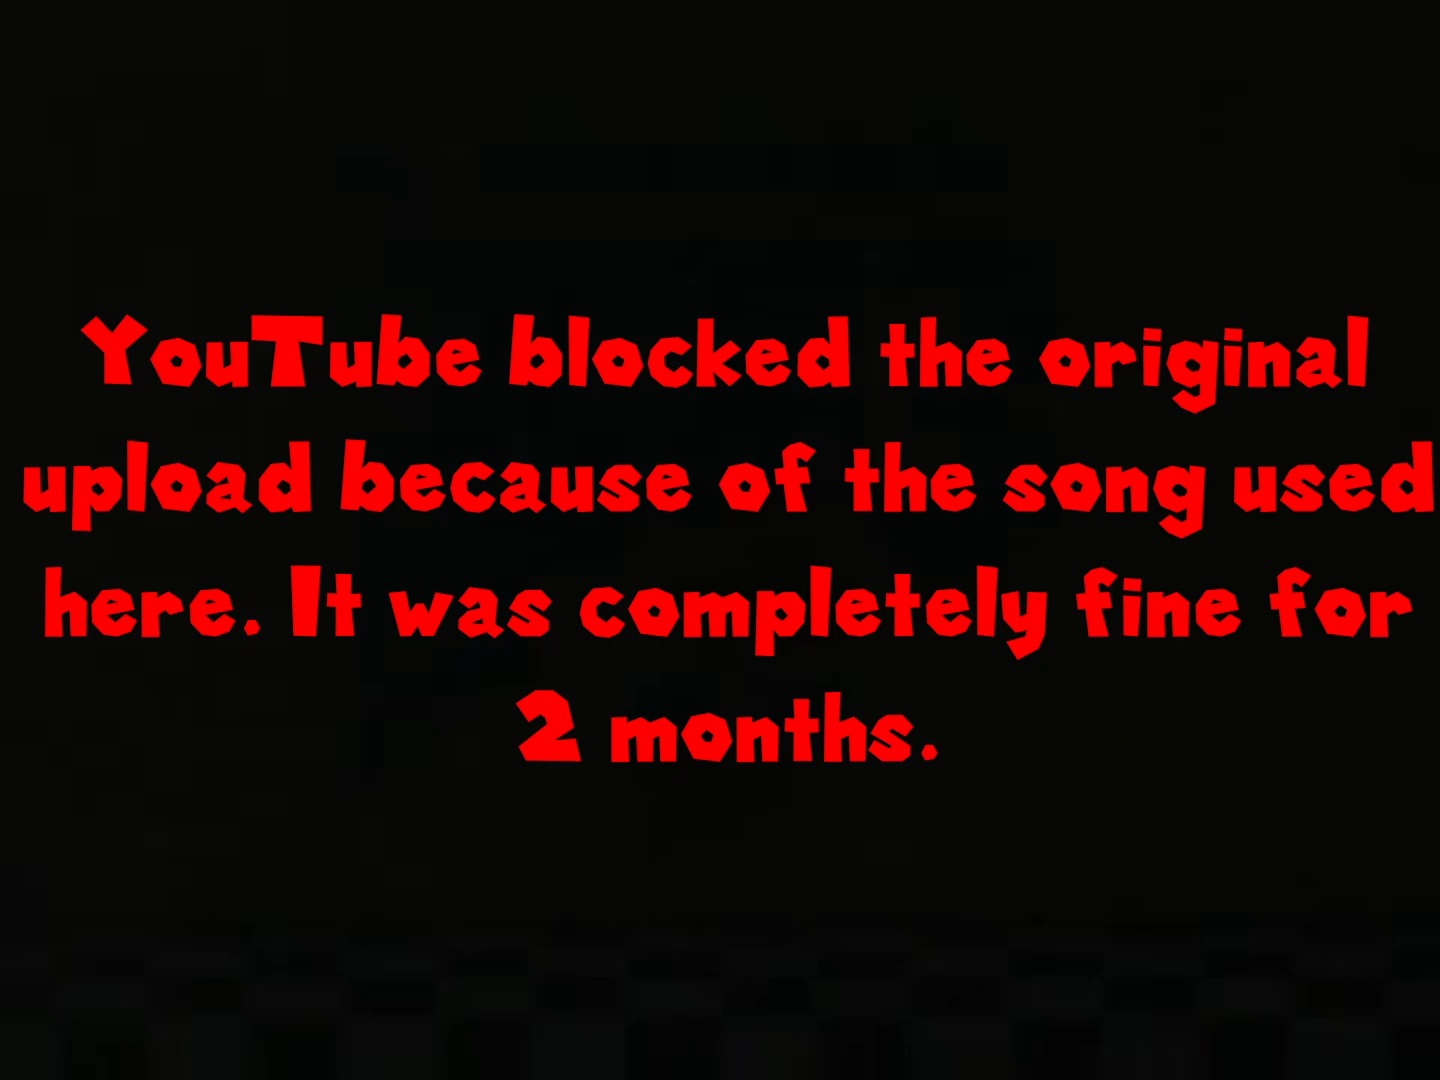 YouTube blocked the original
upload because of the song used
here. It was completely fine for
2 months.